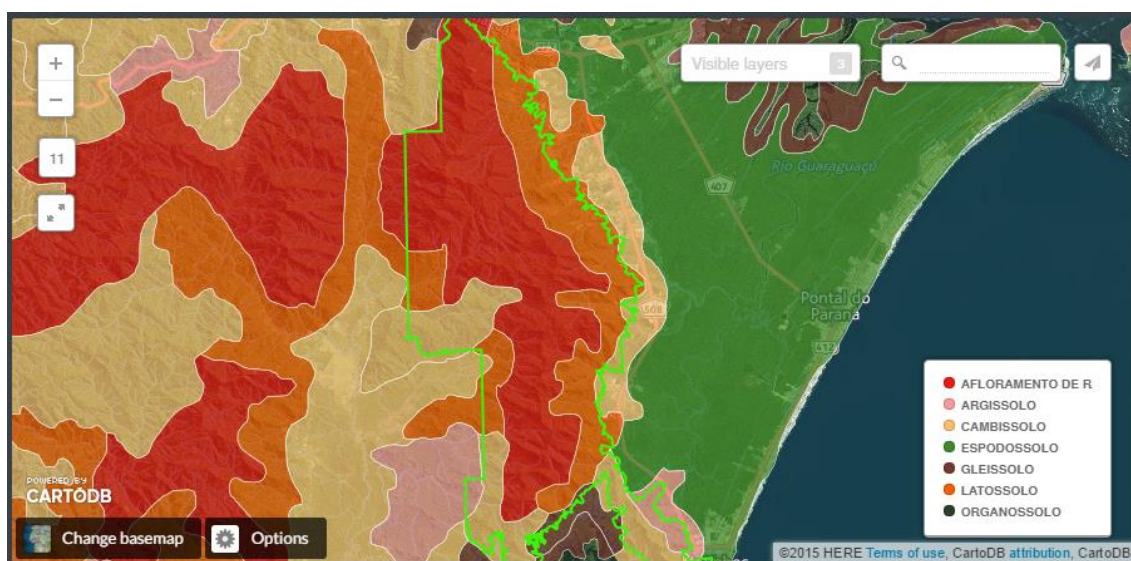 +
Visible layers 3
−
11
Rio Guaraguaçú
407
Pontal do
Paraná
508
412
AFLORAMENTO DE R
ARGISSOLO
CAMBISSOLO
ESPODOSSOLO
GLEISSOLO
LATOSSOLO
ORGANOSSOLO
POWERED BY
CARTODB
Change basemap Options
©2015 HERE Terms of use, CartoDB attribution, CartoDB